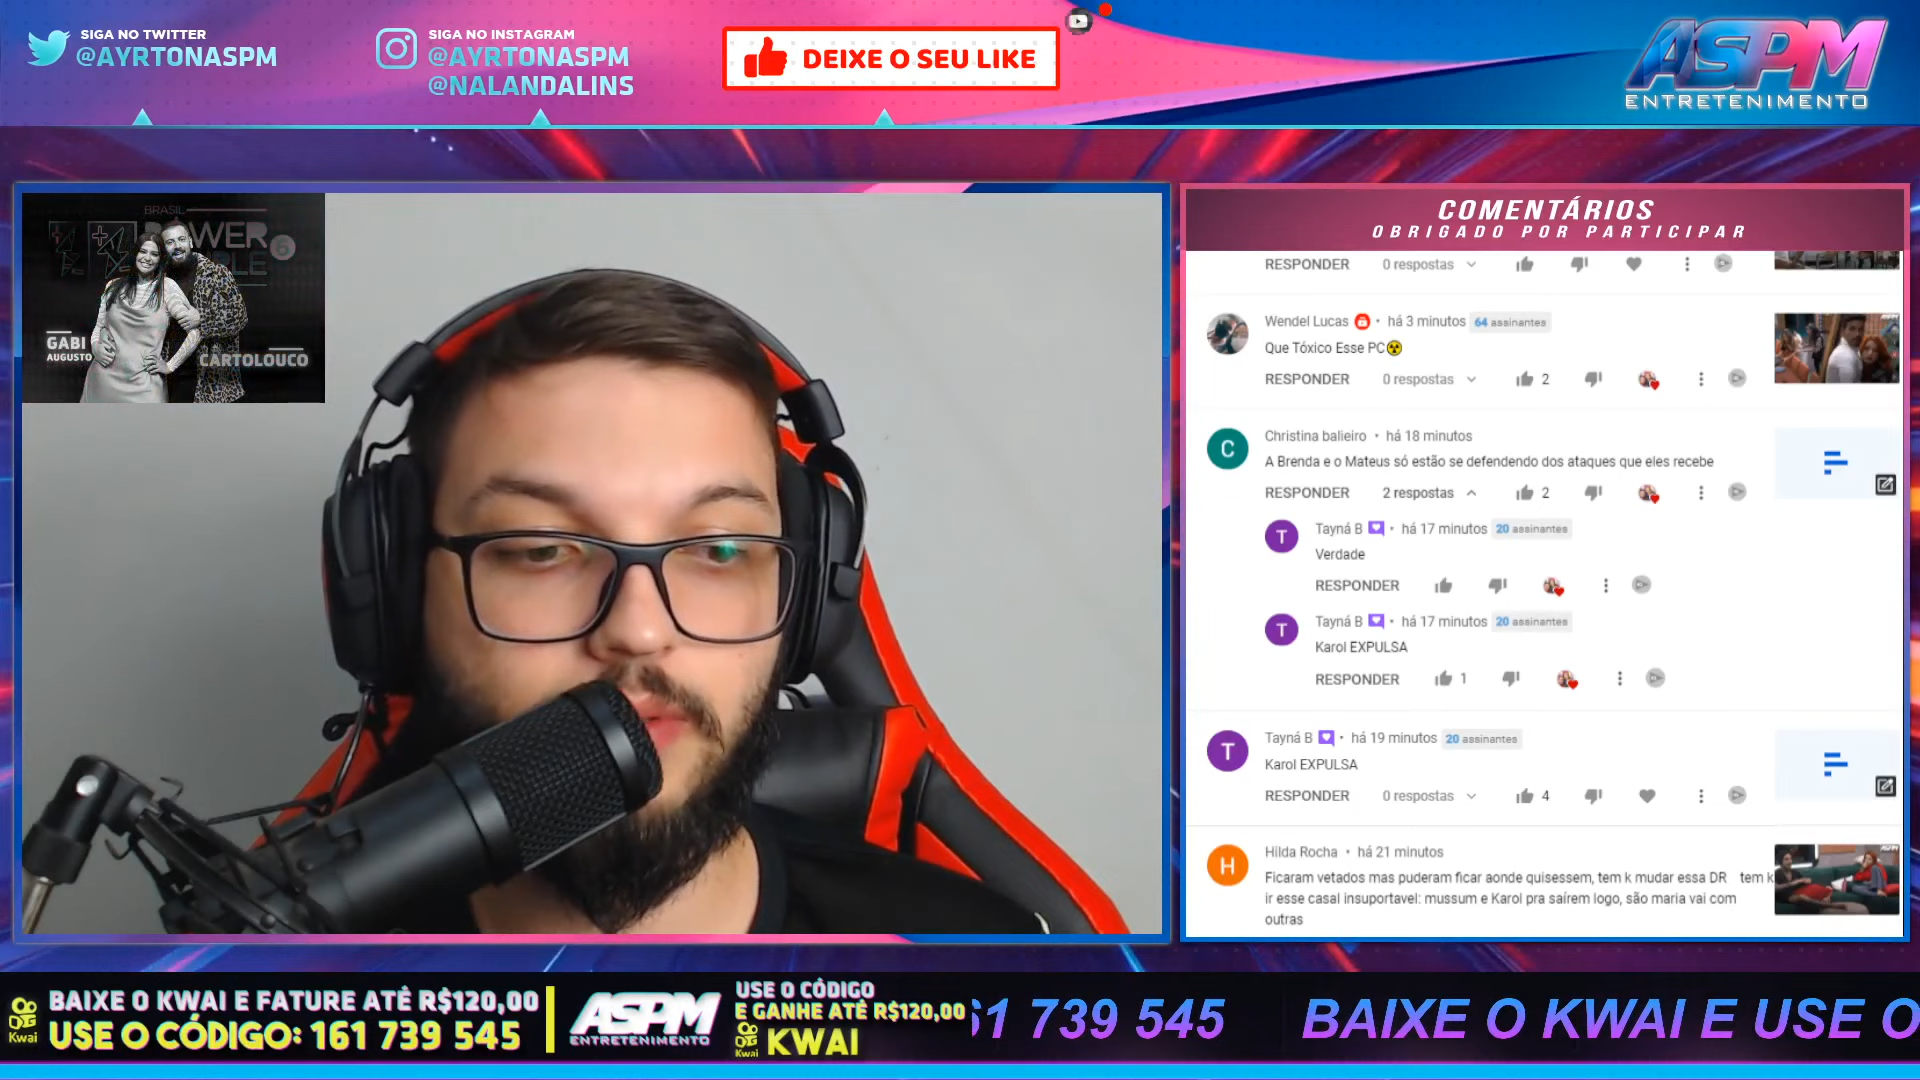 SIGA NO TWITTER
@AYRTONASPM
SIGA NO INSTAGRAM
@AYRTONASPM
@NALANDALINS
DEIXE O SEU LIKE
ASPM
ENTRETENIMENTO
BRASIL
POWER
COUPLE 5
GABI
AUGUSTO
CARTOLOUCO
COMENTÁRIOS
OBRIGADO POR PARTICIPAR
RESPONDER 0 respostas
Wendel Lucas • há 3 minutos 64 assinantes
Que Tóxico Esse PC☢
RESPONDER 0 respostas 2
C
Christina balieiro • há 18 minutos
A Brenda e o Mateus só estão se defendendo dos ataques que eles recebe
RESPONDER 2 respostas 2
T
Tayná B • há 17 minutos 20 assinantes
Verdade
RESPONDER
T
Tayná B • há 17 minutos 20 assinantes
Karol EXPULSA
RESPONDER 1
T
Tayná B • há 19 minutos 20 assinantes
Karol EXPULSA
RESPONDER 0 respostas 4
H
Hilda Rocha • há 21 minutos
Ficaram vetados mas puderam ficar aonde quisessem, tem k mudar essa DR tem k
ir esse casal insuportavel: mussum e Karol pra saírem logo, são maria vai com
outras
Kwai
BAIXE O KWAI E FATURE ATÉ R$120,00
USE O CÓDIGO: 161 739 545
ASPM
ENTRETENIMENTO
USE O CÓDIGO
E GANHE ATÉ R$120,00
Kwai
KWAI
61 739 545 BAIXE O KWAI E USE O